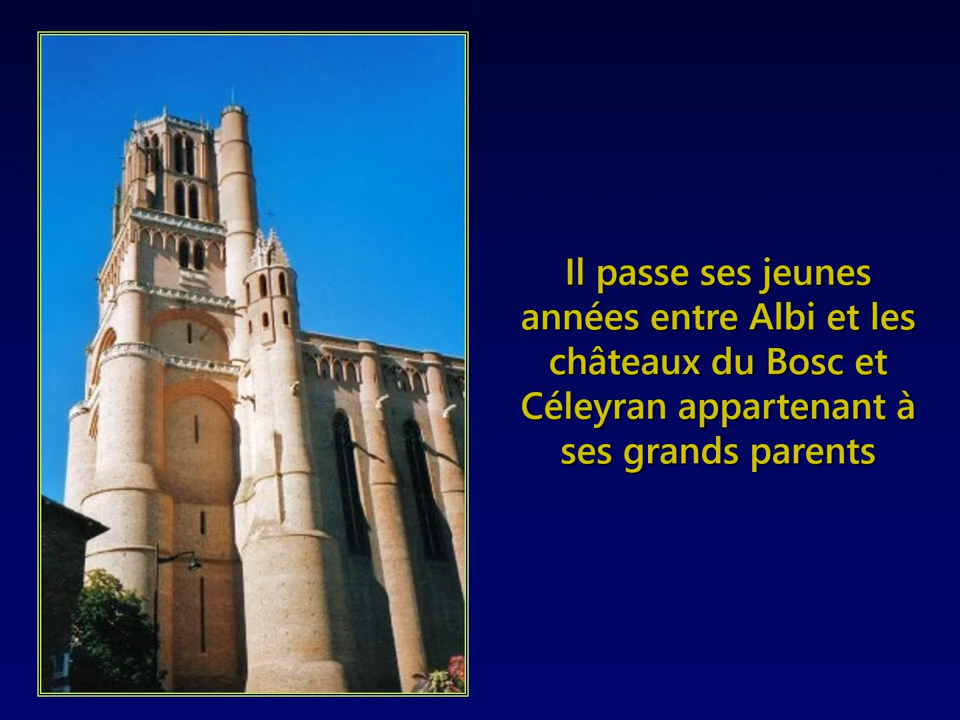 Il passe ses jeunes
années entre Albi et les
châteaux du Bosc et
Céleyran appartenant à
ses grands parents